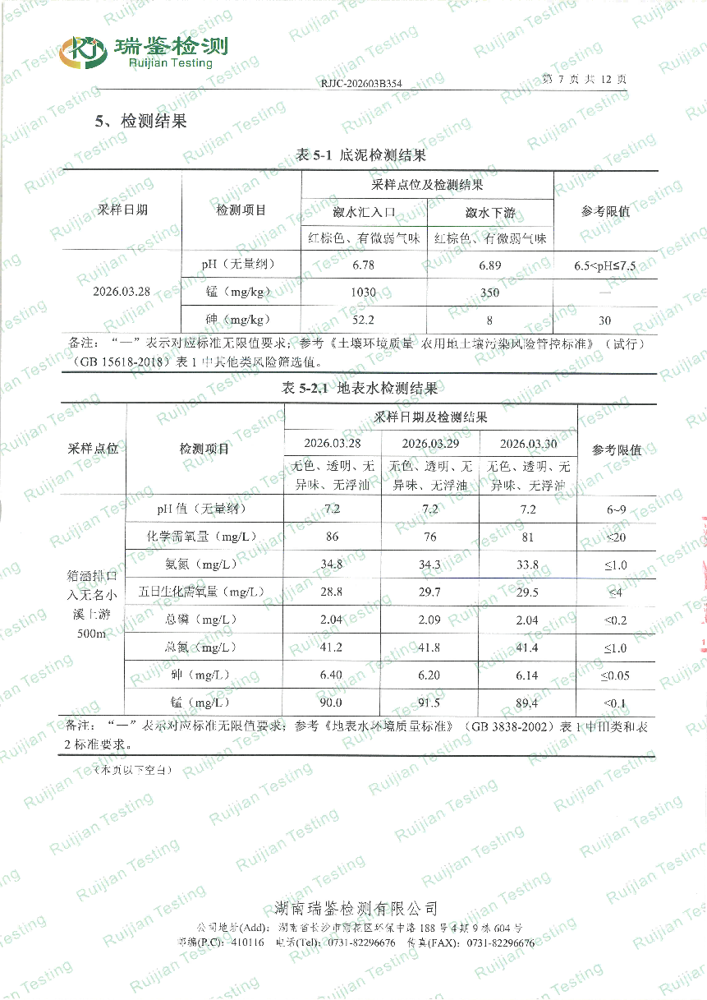 瑞鉴检测
Ruijian Testing
RJJC-202603B354
第 7 页 共 12 页
5、检测结果
表 5-1 底泥检测结果
采样日期 检测项目 采样点位及检测结果 参考限值
溆水汇入口 溆水下游
红棕色、有微弱气味 红棕色、有微弱气味
2026.03.28
pH（无量纲） 6.78 6.89 6.5<pH≤7.5
锰（mg/kg） 1030 350 —
砷（mg/kg） 52.2 8 30
备注：“—”表示对应标准无限值要求；参考《土壤环境质量 农用地土壤污染风险管控标准》（试行）
（GB 15618-2018）表 1 中其他类风险筛选值。
表 5-2.1 地表水检测结果
采样点位 检测项目 采样日期及检测结果 参考限值
2026.03.28 2026.03.29 2026.03.30
无色、透明、无 无色、透明、无 无色、透明、无
异味、无浮油 异味、无浮油 异味、无浮油
箱涵排口
入无名小
溪上游
500m
pH 值（无量纲） 7.2 7.2 7.2 6~9
化学需氧量（mg/L） 86 76 81 ≤20
氨氮（mg/L） 34.8 34.3 33.8 ≤1.0
五日生化需氧量（mg/L） 28.8 29.7 29.5 ≤4
总磷（mg/L） 2.04 2.09 2.04 ≤0.2
总氮（mg/L） 41.2 41.8 41.4 ≤1.0
砷（mg/L） 6.40 6.20 6.14 ≤0.05
锰（mg/L） 90.0 91.5 89.4 ≤0.1
备注：“—”表示对应标准无限值要求；参考《地表水环境质量标准》（GB 3838-2002）表 1 中III类和表
2 标准要求。
（本页以下空白）
湖南瑞鉴检测有限公司
公司地址(Add): 湖南省长沙市雨花区环保中路 188 号 4 期 9 栋 604 号
邮编(P.C): 410116 电话(Tel): 0731-82296676 传真(FAX): 0731-82296676